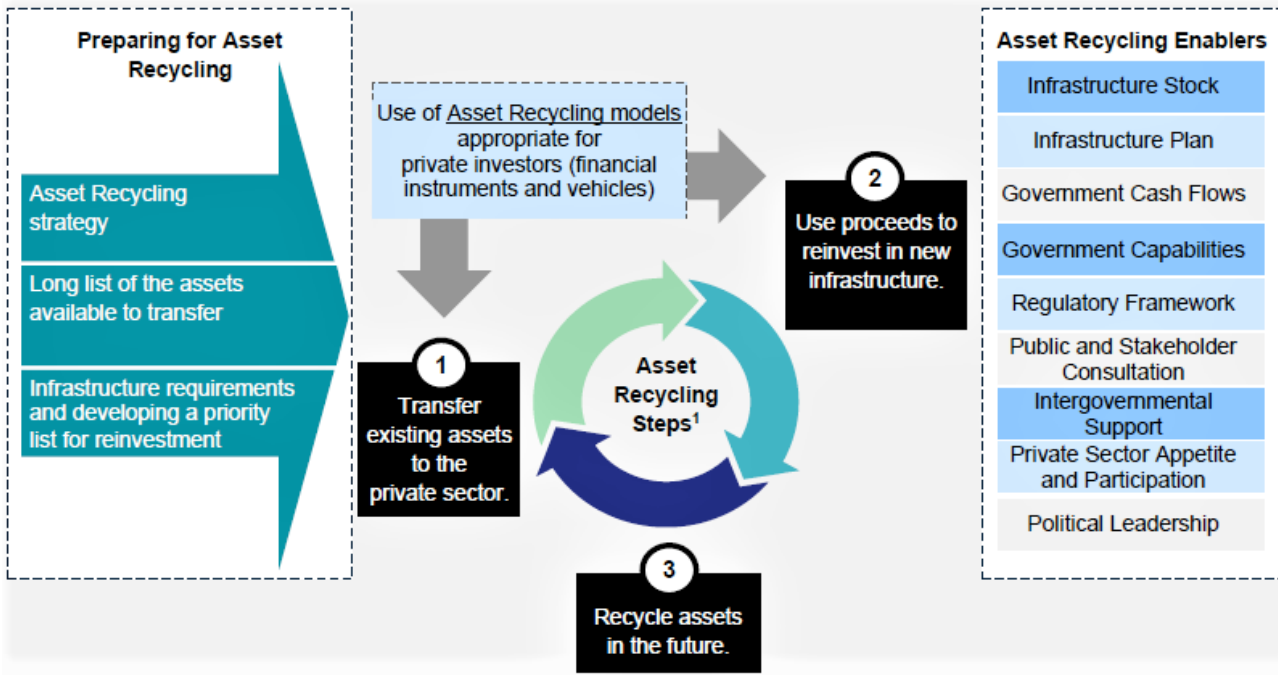 Preparing for Asset
Recycling
Asset Recycling
strategy
Long list of the assets
available to transfer
Infrastructure requirements
and developing a priority
list for reinvestment
Use of Asset Recycling models
appropriate for
private investors (financial
instruments and vehicles)
1
Transfer
existing assets
to the
private sector.
2
Use proceeds to
reinvest in new
infrastructure.
Asset
Recycling
Steps¹
3
Recycle assets
in the future.
Asset Recycling Enablers
Infrastructure Stock
Infrastructure Plan
Government Cash Flows
Government Capabilities
Regulatory Framework
Public and Stakeholder
Consultation
Intergovernmental
Support
Private Sector Appetite
and Participation
Political Leadership